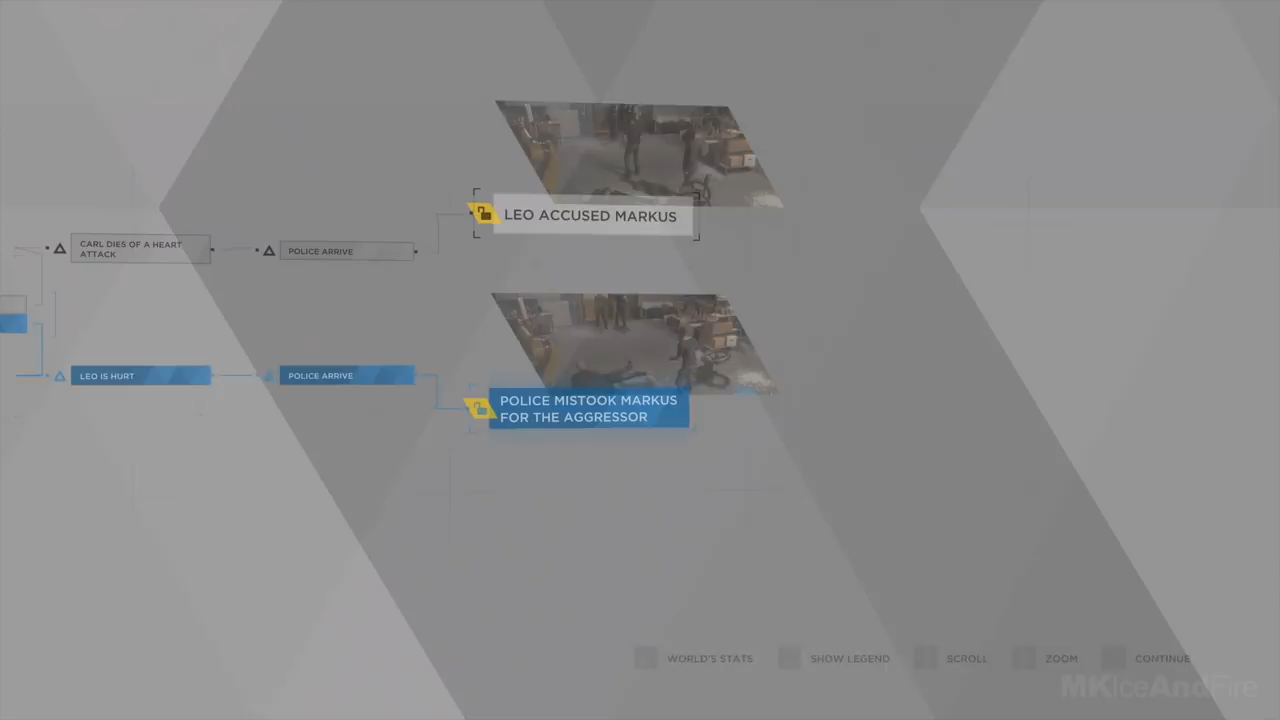 LEO ACCUSED MARKUS
CARL DIES OF A HEART
ATTACK
POLICE ARRIVE
LEO IS HURT
POLICE ARRIVE
POLICE MISTOOK MARKUS
FOR THE AGGRESSOR
WORLD'S STATS
SHOW LEGEND
SCROLL
ZOOM
CONTINUE
MKIceAndFire